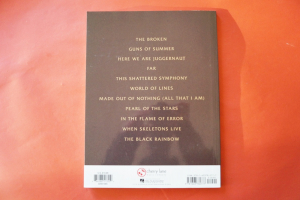 THE BROKEN
GUNS OF SUMMER
HERE WE ARE JUGGERNAUT
FAR
THIS SHATTERED SYMPHONY
WORLD OF LINES
MADE OUT OF NOTHING (ALL THAT I AM)
PEARL OF THE STARS
IN THE FLAME OF ERROR
WHEN SKELETONS LIVE
THE BLACK RAINBOW